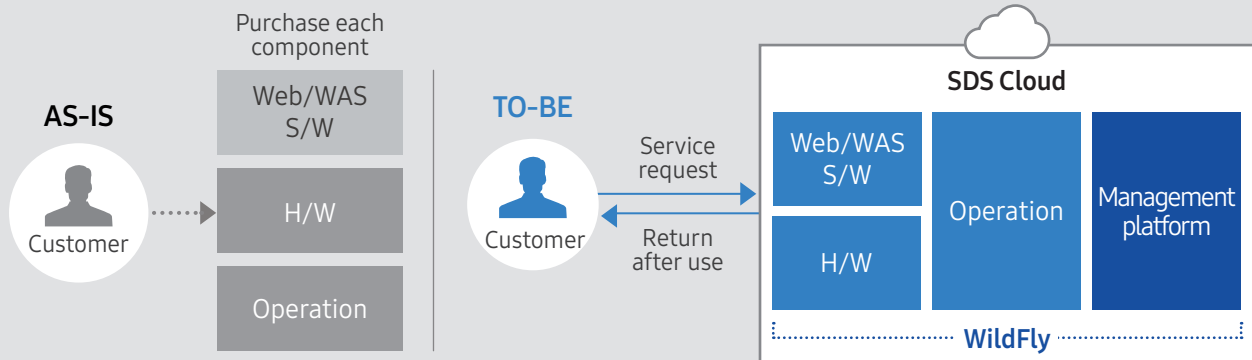 AS-IS
Customer
Purchase each
component
Web/WAS
S/W
H/W
Operation
TO-BE
Customer
Service
request
Return
after use
SDS Cloud
Web/WAS
S/W
H/W
Operation
Management
platform
WildFly